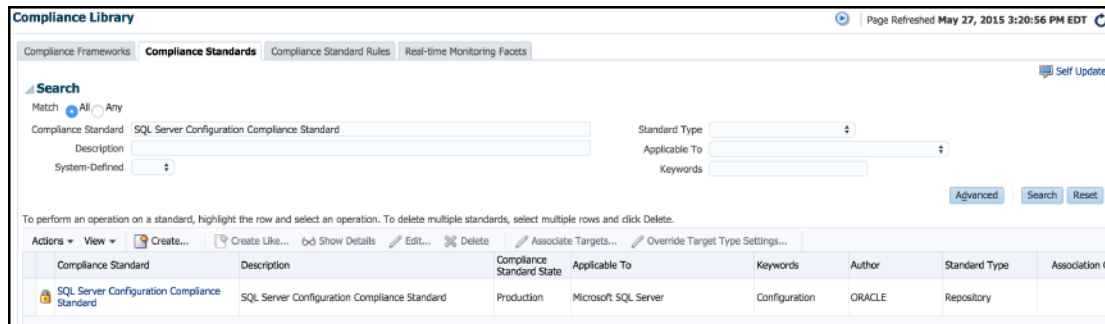 Compliance Library
Page Refreshed May 27, 2015 3:20:56 PM EDT
Compliance Frameworks Compliance Standards Compliance Standard Rules Real-time Monitoring Facets
Self Update
Search
Match All Any
Compliance Standard SQL Server Configuration Compliance Standard Standard Type
Description Applicable To
System-Defined Keywords
Advanced Search Reset
To perform an operation on a standard, highlight the row and select an operation. To delete multiple standards, select multiple rows and click Delete.
Actions View Create... Create Like... Show Details Edit... Delete Associate Targets... Override Target Type Settings...
Compliance Standard Description Compliance Standard State Applicable To Keywords Author Standard Type Association
SQL Server Configuration Compliance Standard SQL Server Configuration Compliance Standard Production Microsoft SQL Server Configuration ORACLE Repository